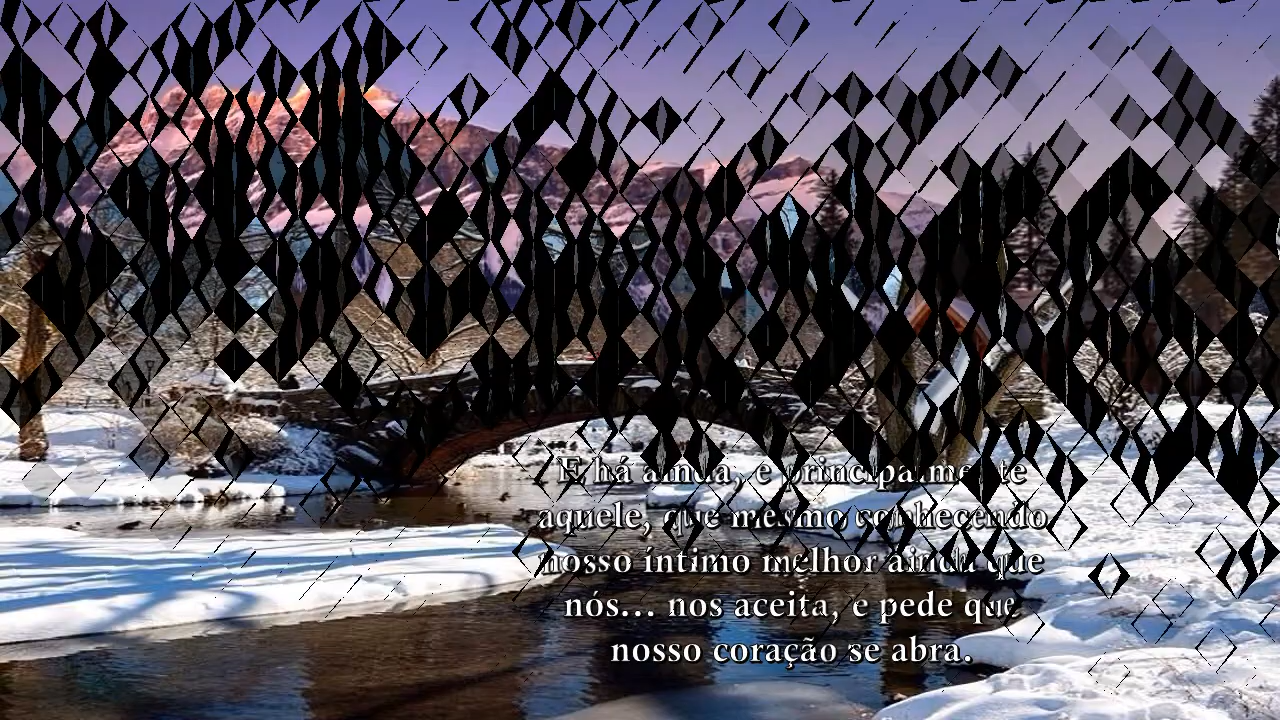 E há ainda, e principalmente
aquele, que mesmo conhecendo
nosso íntimo melhor ainda que
nós... nos aceita, e pede que
nosso coração se abra.